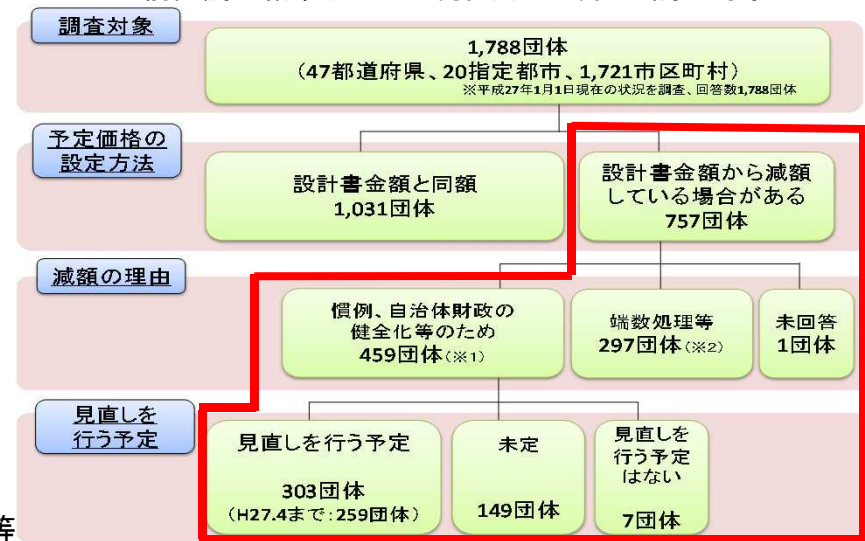 調査対象
1,788団体
(47都道府県、20指定都市、1,721市区町村)
※平成27年1月1日現在の状況を調査、回答数1,788団体
予定価格の
設定方法
設計書金額と同額
1,031団体
設計書金額から減額
している場合がある
757団体
減額の理由
慣例、自治体財政の
健全化等のため
459団体(※1)
端数処理等
297団体(※2)
未回答
1団体
見直しを
行う予定
見直しを行う予定
303団体
(H27.4まで:259団体)
未定
149団体
見直しを
行う予定
はない
7団体
等